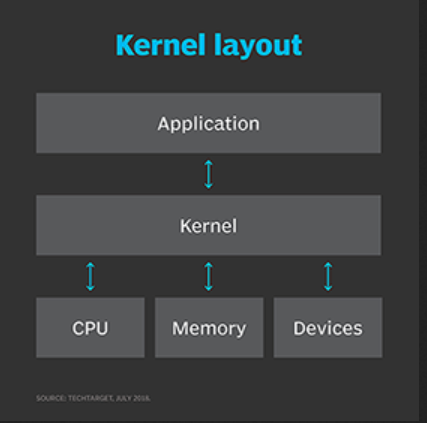 Kernel layout
Application
Kernel
CPU
Memory
Devices
SOURCE: TECHTARGET, JULY 2018.